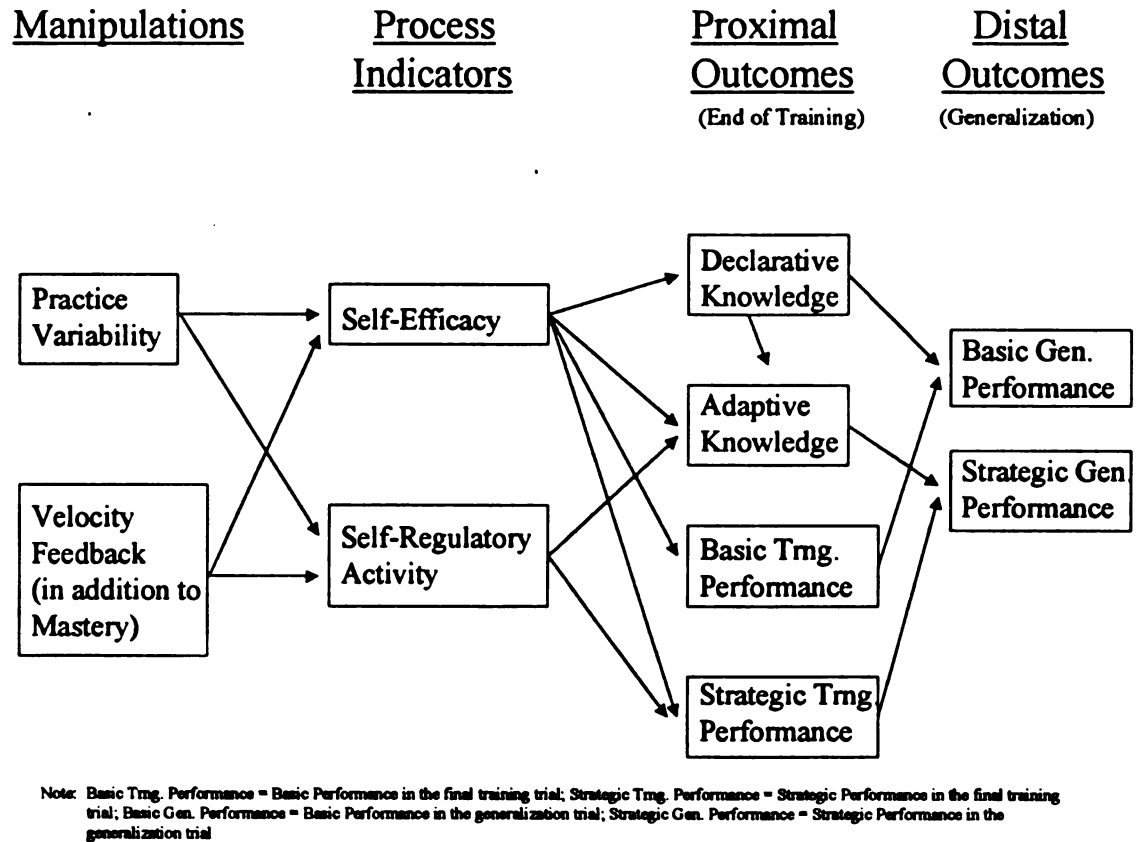 Manipulations
Process
Indicators
Proximal
Outcomes
(End of Training)
Distal
Outcomes
(Generalization)
Practice
Variability
Velocity
Feedback
(in addition to
Mastery)
Self-Efficacy
Self-Regulatory
Activity
Declarative
Knowledge
Adaptive
Knowledge
Basic Trng.
Performance
Strategic Trng
Performance
Basic Gen.
Performance
Strategic Gen
Performance
Note: Basic Trng. Performance = Basic Performance in the final training trial; Strategic Trng. Performance = Strategic Performance in the final training
trial; Basic Gen. Performance = Basic Performance in the generalization trial; Strategic Gen. Performance = Strategic Performance in the
generalization trial